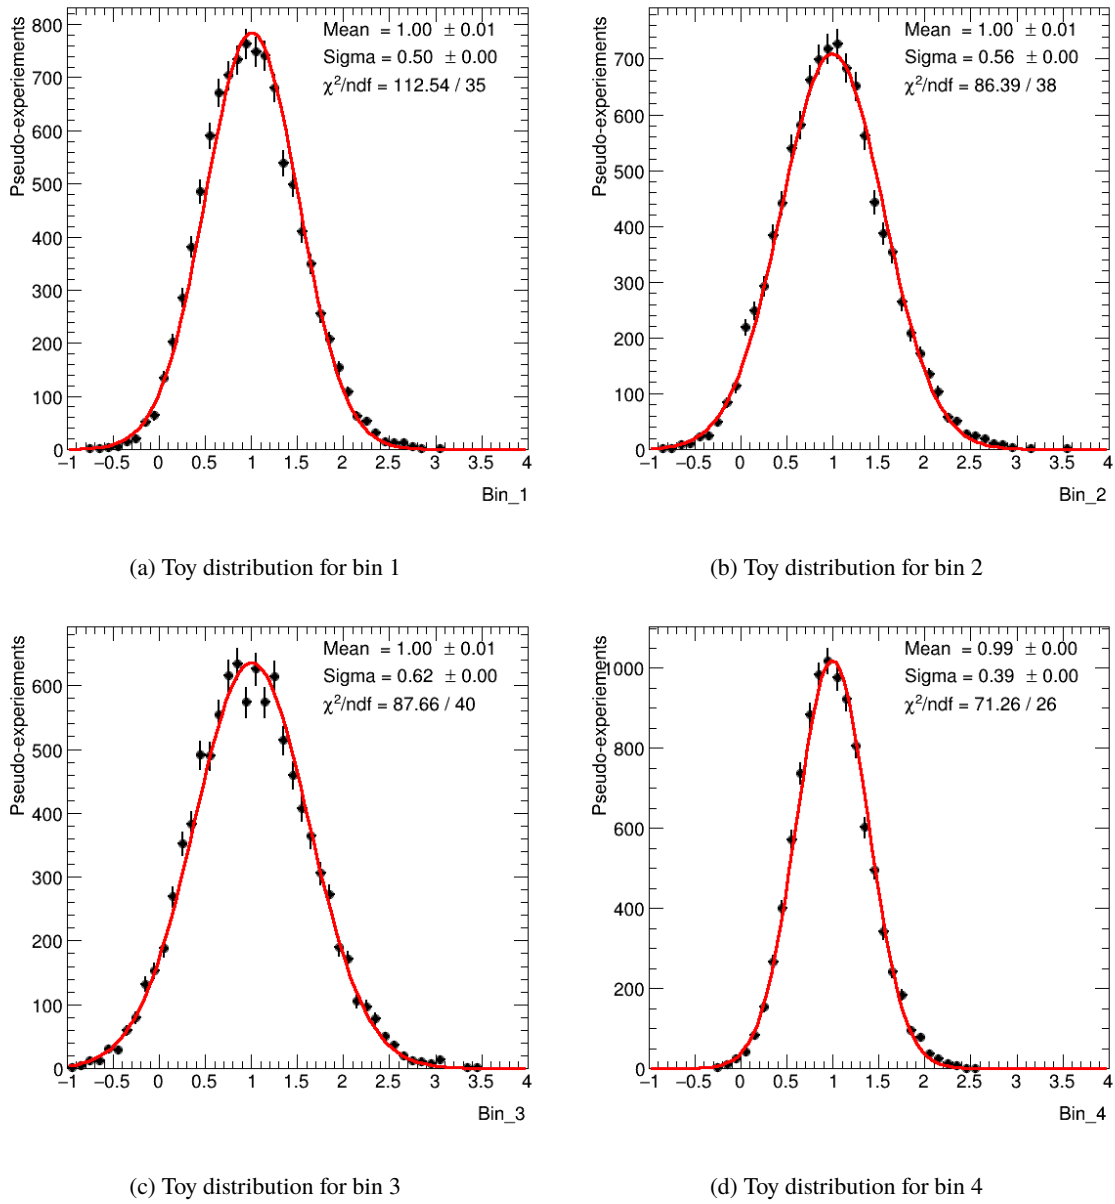 Pseudo-experiements
Mean = 1.00 ± 0.01
Sigma = 0.50 ± 0.00
χ²/ndf = 112.54 / 35
800
700
600
500
400
300
200
100
0
−1 −0.5 0 0.5 1 1.5 2 2.5 3 3.5 4
Bin_1
(a) Toy distribution for bin 1
Pseudo-experiements
Mean = 1.00 ± 0.01
Sigma = 0.56 ± 0.00
χ²/ndf = 86.39 / 38
700
600
500
400
300
200
100
0
−1 −0.5 0 0.5 1 1.5 2 2.5 3 3.5 4
Bin_2
(b) Toy distribution for bin 2
Pseudo-experiements
Mean = 1.00 ± 0.01
Sigma = 0.62 ± 0.00
χ²/ndf = 87.66 / 40
600
500
400
300
200
100
0
−1 −0.5 0 0.5 1 1.5 2 2.5 3 3.5 4
Bin_3
(c) Toy distribution for bin 3
Pseudo-experiements
Mean = 0.99 ± 0.00
Sigma = 0.39 ± 0.00
χ²/ndf = 71.26 / 26
1000
800
600
400
200
0
−1 −0.5 0 0.5 1 1.5 2 2.5 3 3.5 4
Bin_4
(d) Toy distribution for bin 4